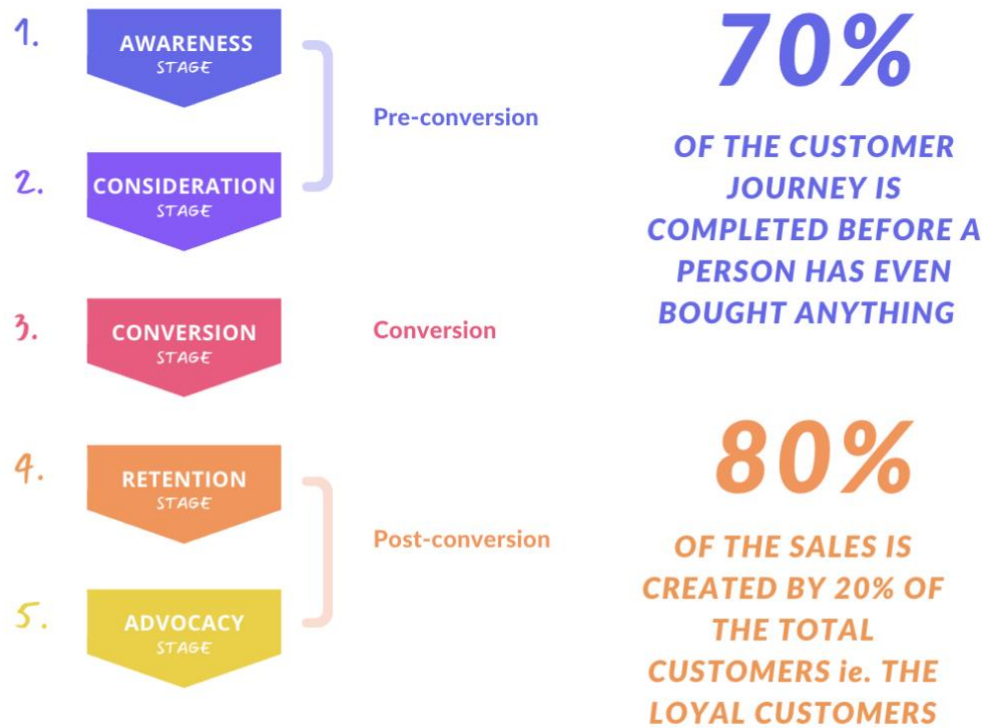 1.
AWARENESS
STAGE
Pre-conversion
2.
CONSIDERATION
STAGE
3.
CONVERSION
STAGE
Conversion
4.
RETENTION
STAGE
Post-conversion
5.
ADVOCACY
STAGE
70%
OF THE CUSTOMER
JOURNEY IS
COMPLETED BEFORE A
PERSON HAS EVEN
BOUGHT ANYTHING
80%
OF THE SALES IS
CREATED BY 20% OF
THE TOTAL
CUSTOMERS ie. THE
LOYAL CUSTOMERS